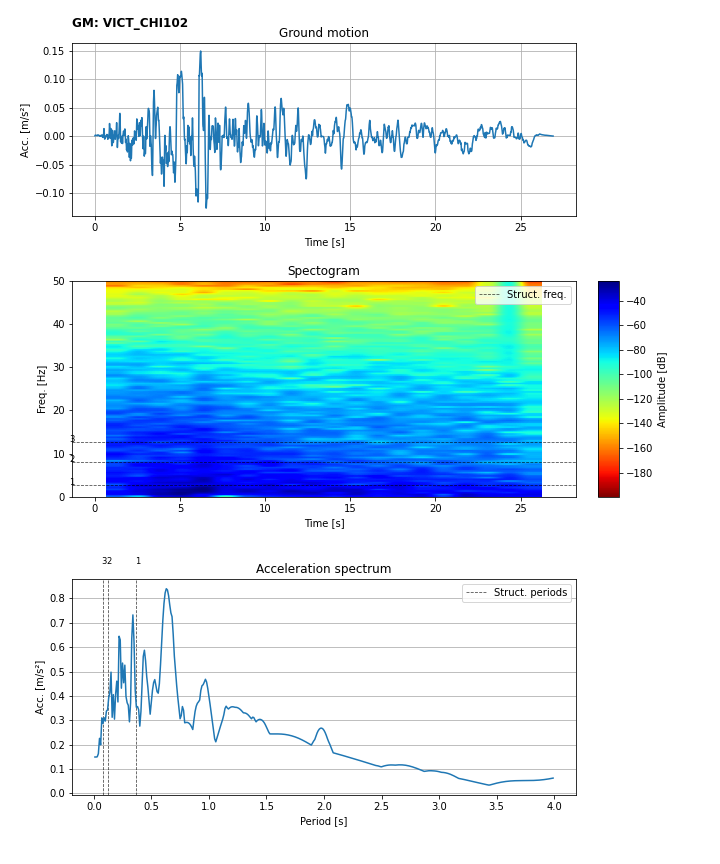 GM: VICT_CHI102
Ground motion
0.15
0.10
0.05
0.00
−0.05
−0.10
Acc. [m/s²]
0 5 10 15 20 25
Time [s]
Spectogram
50
40
30
20
10
0
Freq. [Hz]
3
2
1
Struct. freq.
0 5 10 15 20 25
Time [s]
−40
−60
−80
−100
−120
−140
−160
−180
Amplitude [dB]
32 1
Acceleration spectrum
0.8
0.7
0.6
0.5
0.4
0.3
0.2
0.1
0.0
Acc. [m/s²]
Struct. periods
0.0 0.5 1.0 1.5 2.0 2.5 3.0 3.5 4.0
Period [s]